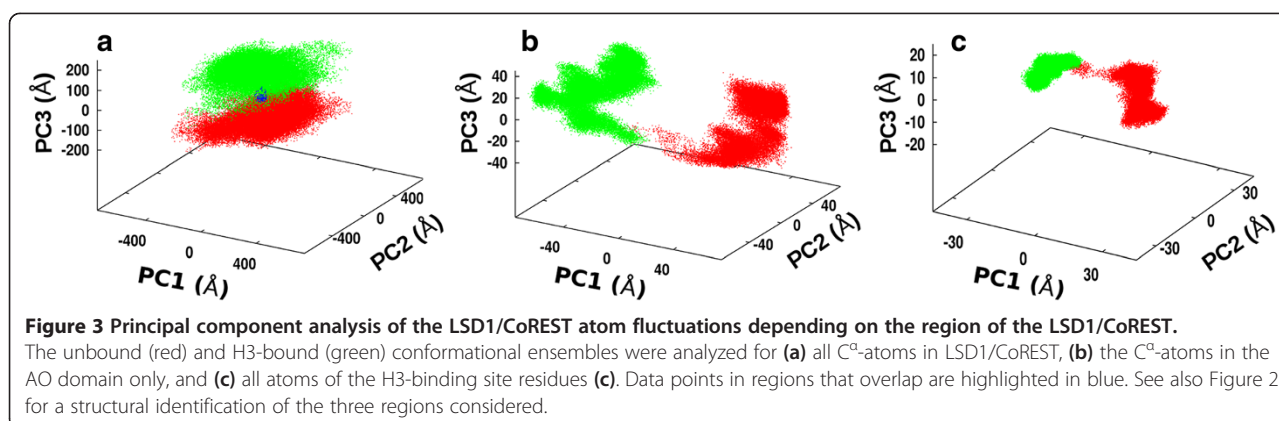 a
PC3 (Å)
200
100
0
-100
-200
-400
0
400
PC1 (Å)
-400
0
400
PC2 (Å)
b
PC3 (Å)
40
20
0
-20
-40
-40
0
40
PC1 (Å)
-40
0
40
PC2 (Å)
c
PC3 (Å)
20
10
0
-10
-20
-30
0
30
PC1 (Å)
-30
0
30
PC2 (Å)
Figure 3 Principal component analysis of the LSD1/CoREST atom fluctuations depending on the region of the LSD1/CoREST.
The unbound (red) and H3-bound (green) conformational ensembles were analyzed for (a) all Cα-atoms in LSD1/CoREST, (b) the Cα-atoms in the
AO domain only, and (c) all atoms of the H3-binding site residues (c). Data points in regions that overlap are highlighted in blue. See also Figure 2
for a structural identification of the three regions considered.